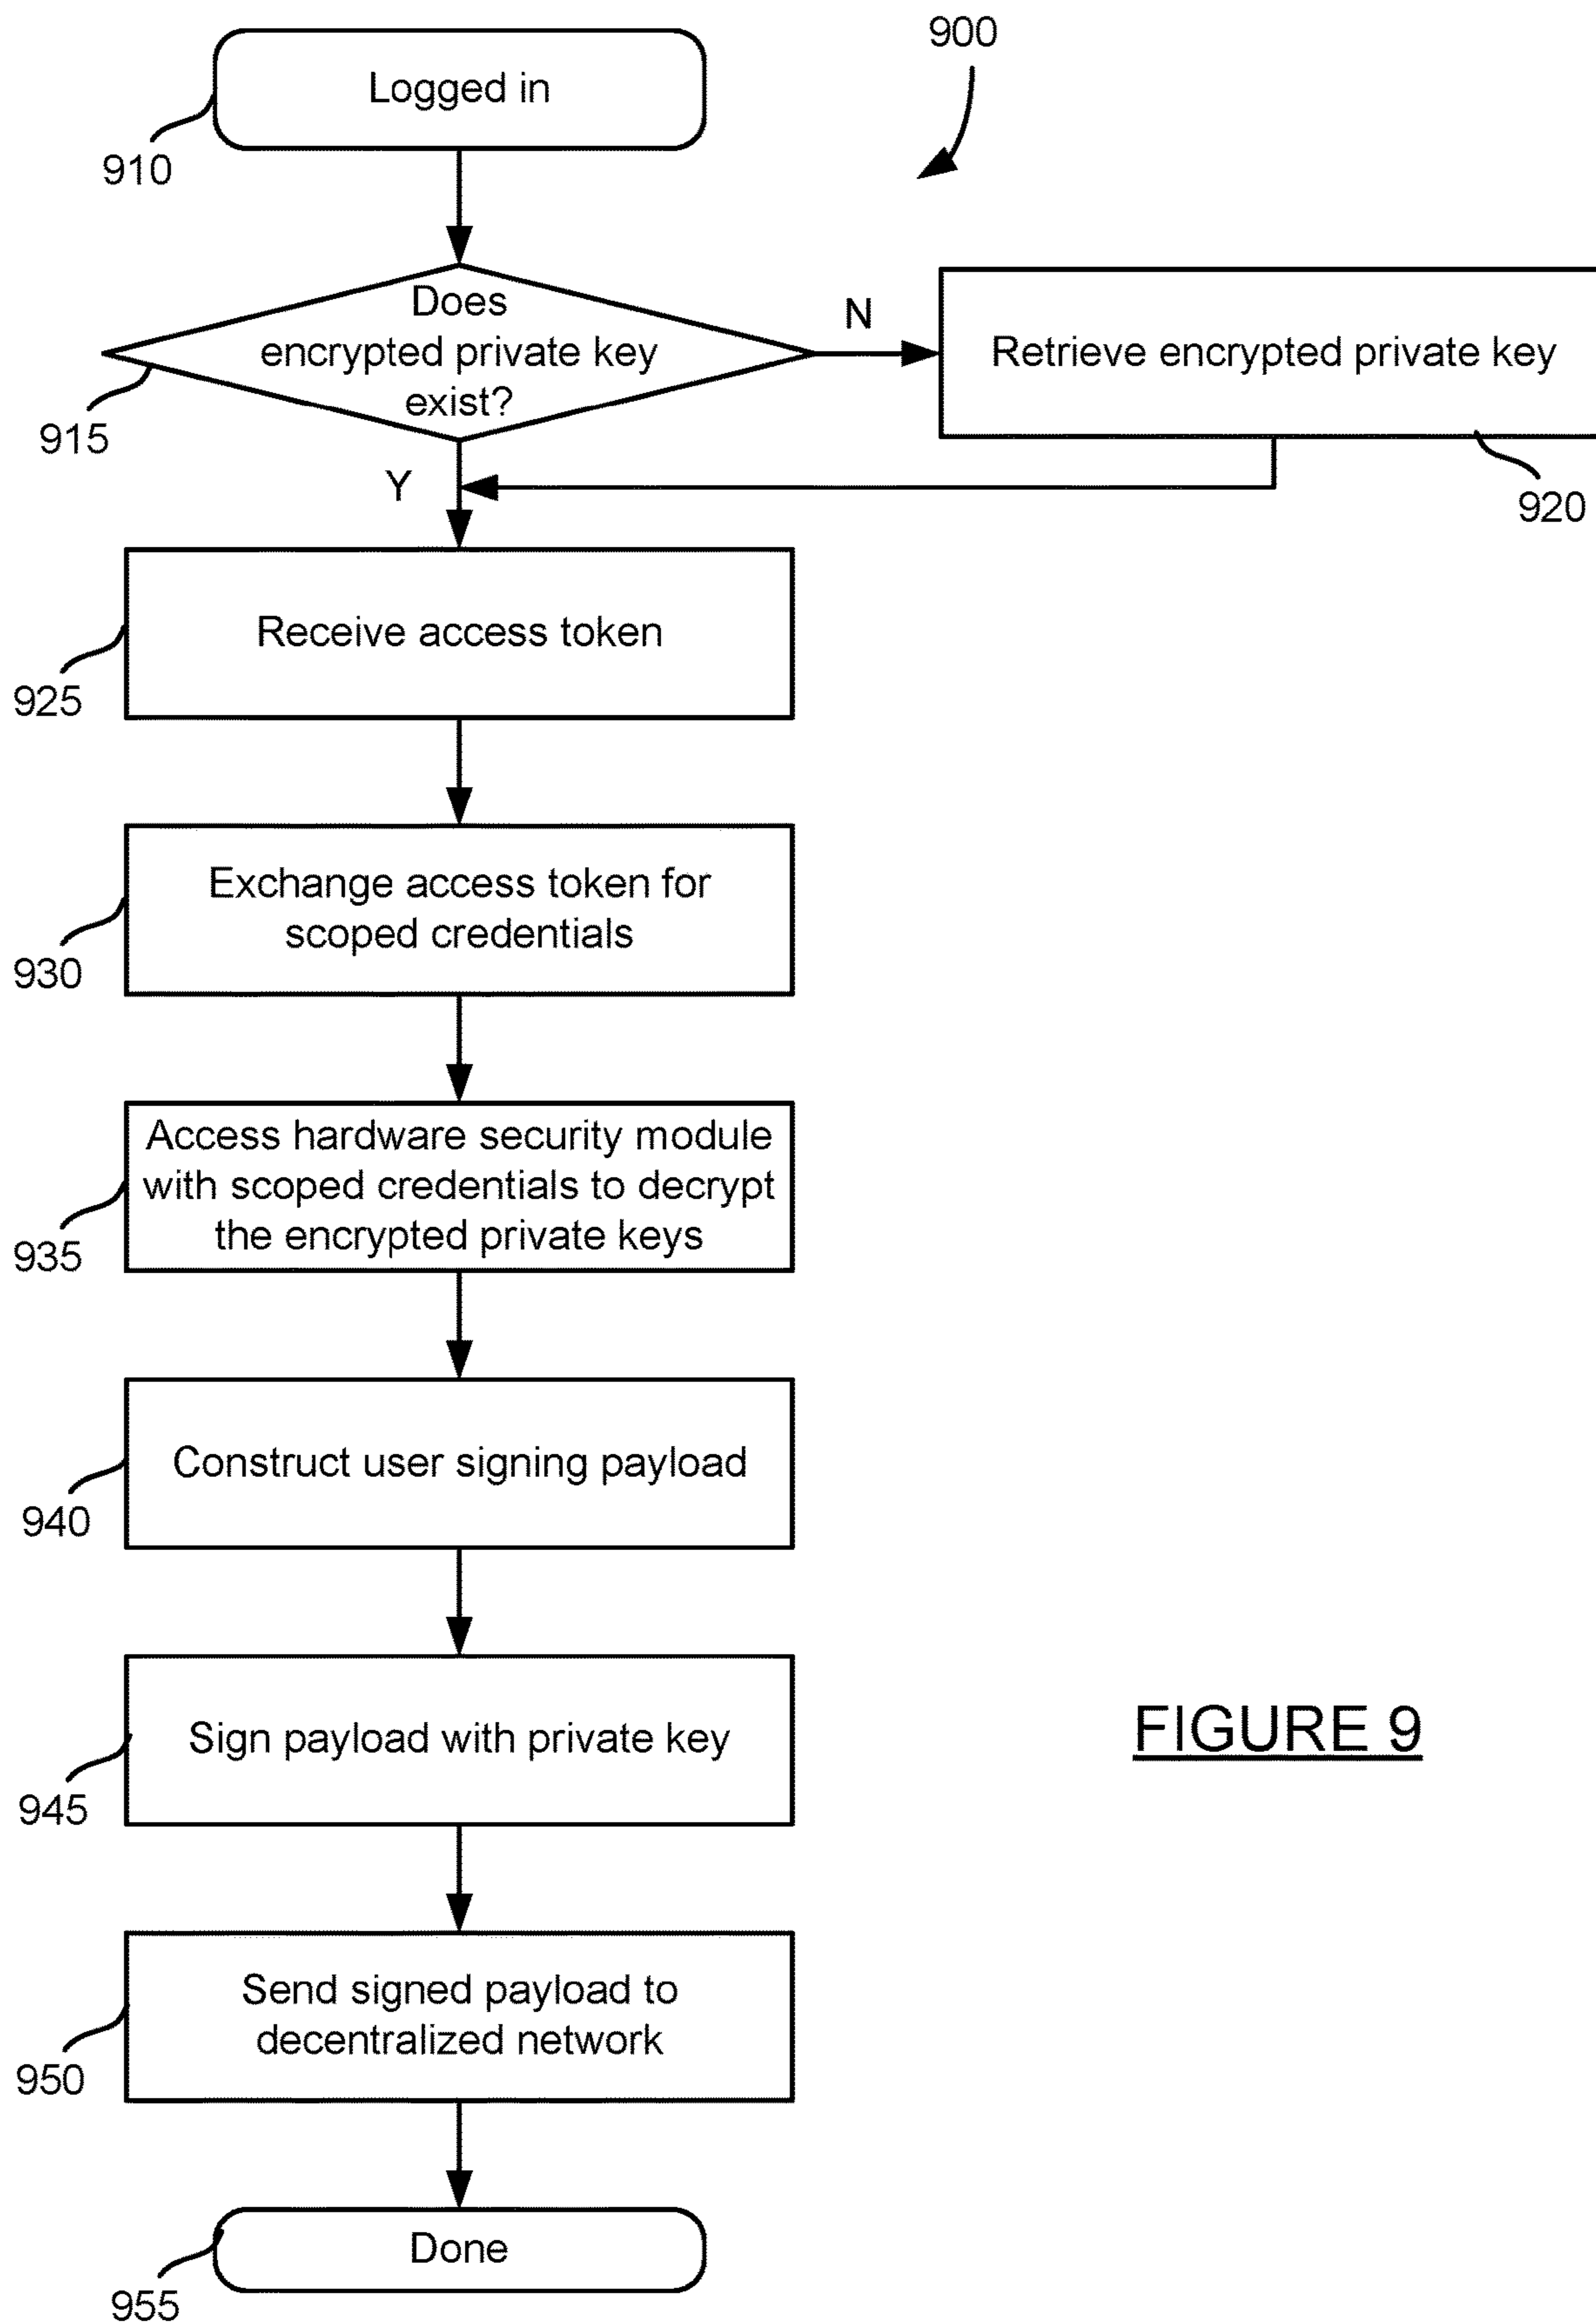 900
Logged in
910
Does
encrypted private key
exist?
915
N
Retrieve encrypted private key
920
Y
Receive access token
925
Exchange access token for
scoped credentials
930
Access hardware security module
with scoped credentials to decrypt
the encrypted private keys
935
Construct user signing payload
940
Sign payload with private key
945
FIGURE 9
Send signed payload to
decentralized network
950
Done
955